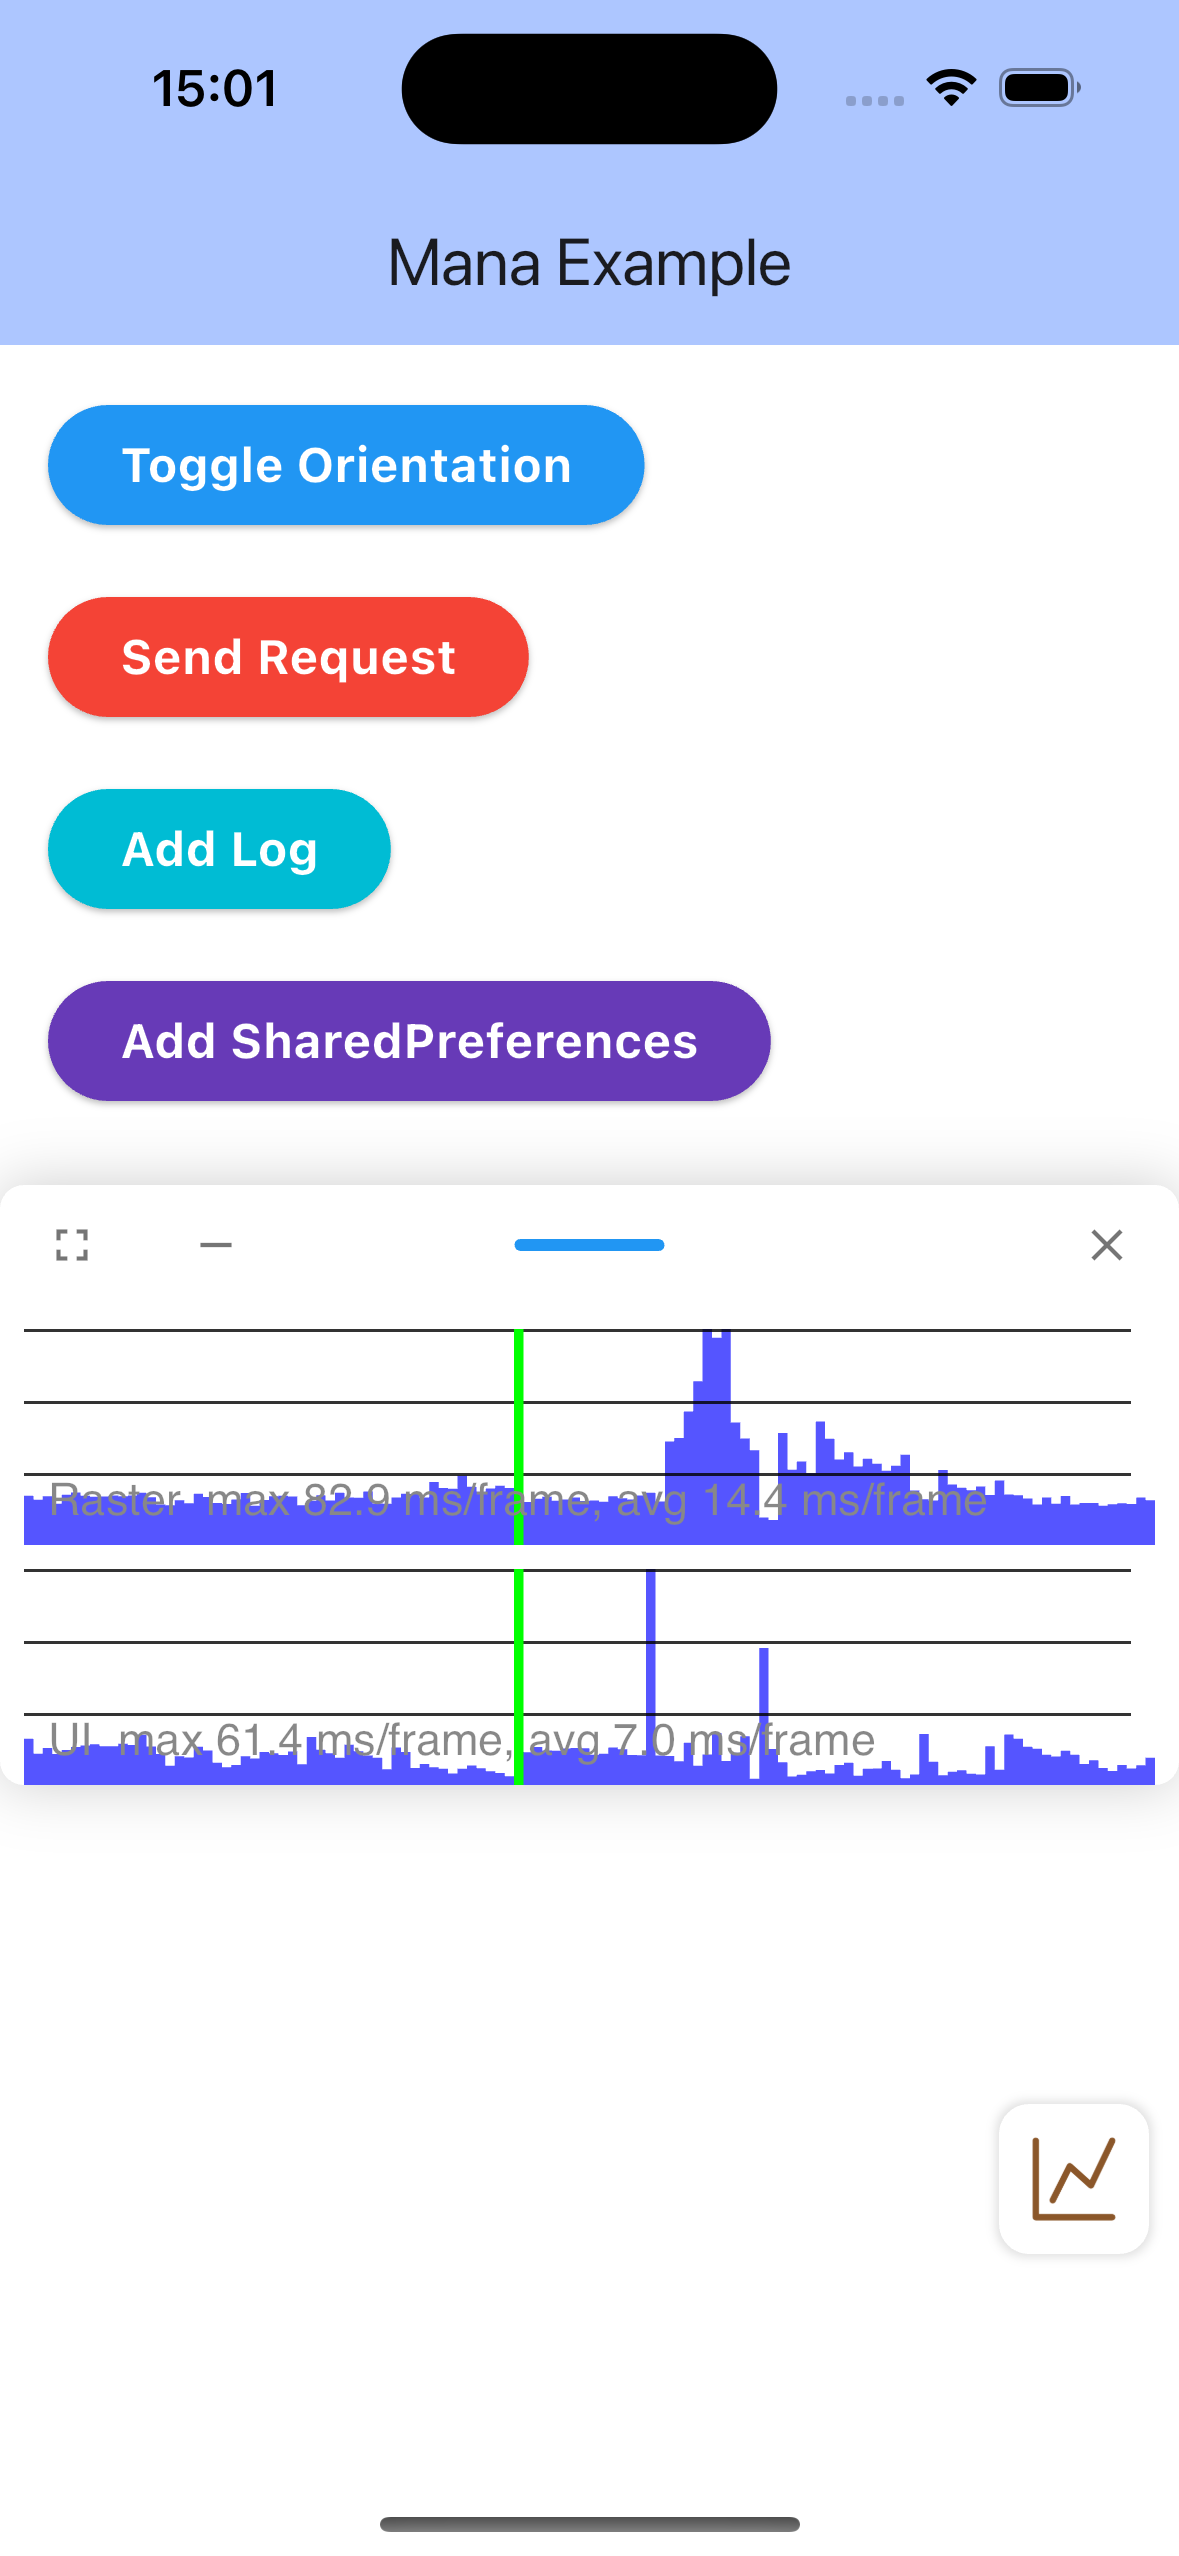 15:01
Mana Example
Toggle Orientation
Send Request
Add Log
Add SharedPreferences
Raster  max 82.9 ms/frame, avg 14.4 ms/frame
UI  max 61.4 ms/frame, avg 7.0 ms/frame